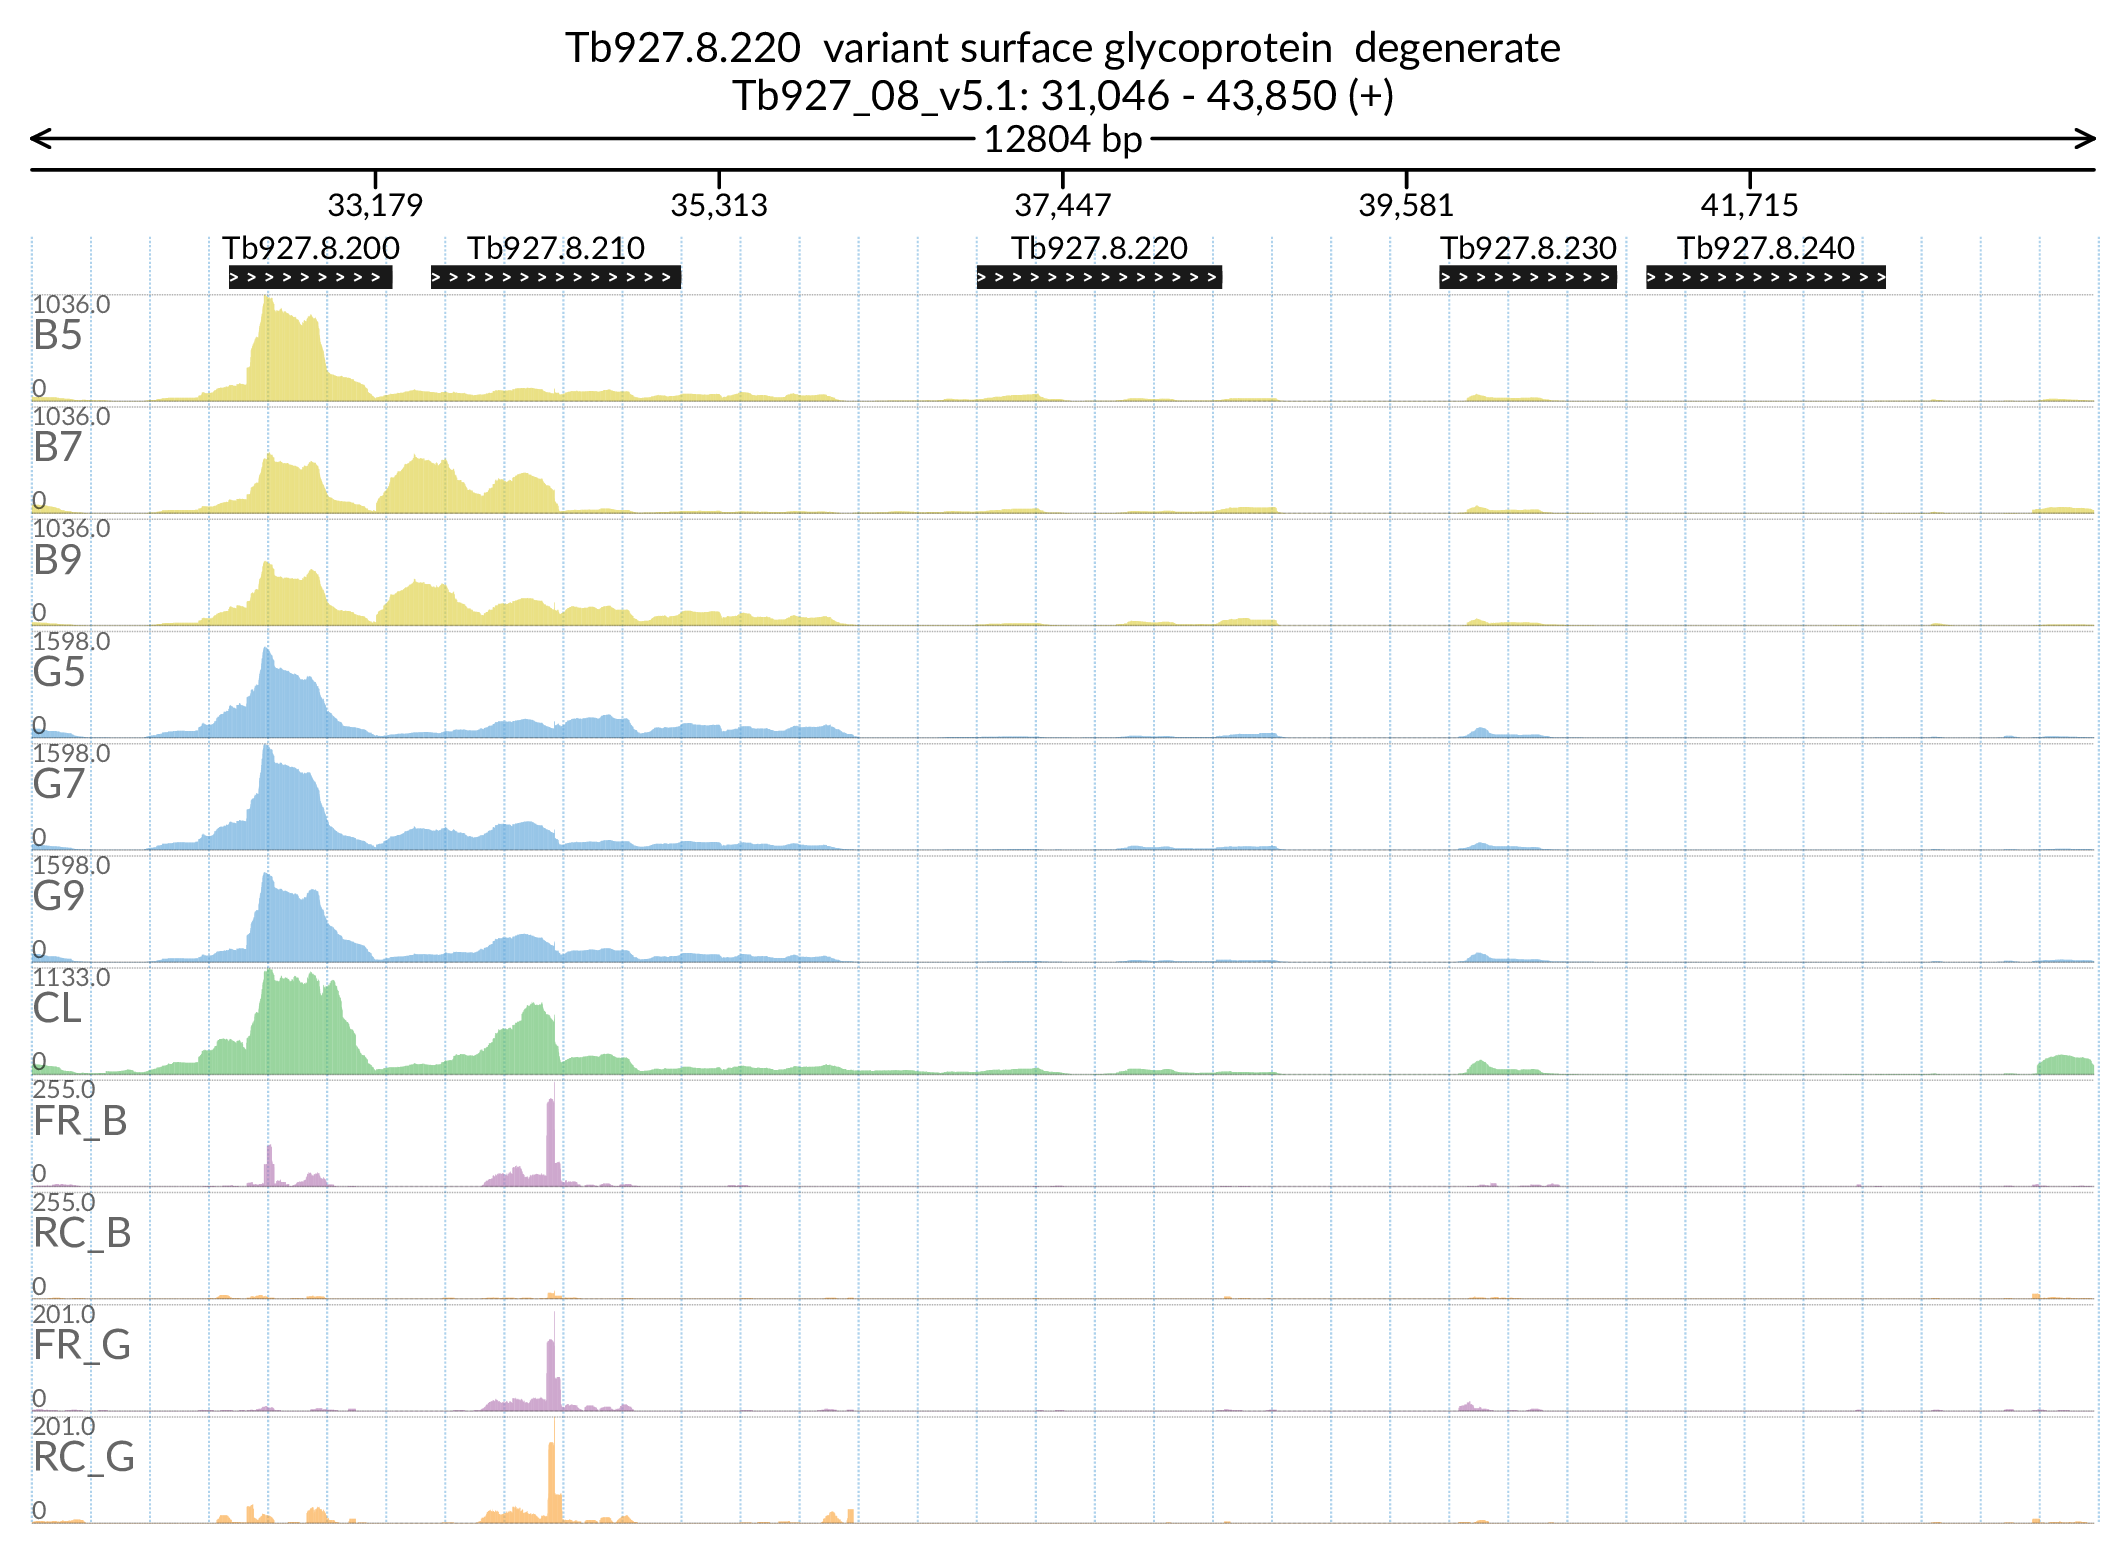 Tb927.8.220 variant surface glycoprotein degenerate
Tb927_08_v5.1: 31,046 - 43,850 (+)
12804 bp
33,179 35,313 37,447 39,581 41,715
Tb927.8.200 Tb927.8.210 Tb927.8.220 Tb927.8.230 Tb927.8.240
1036.0
B5
0
1036.0
B7
0
1036.0
B9
0
1598.0
G5
0
1598.0
G7
0
1598.0
G9
0
1133.0
CL
0
255.0
FR_B
0
255.0
RC_B
0
201.0
FR_G
0
201.0
RC_G
0